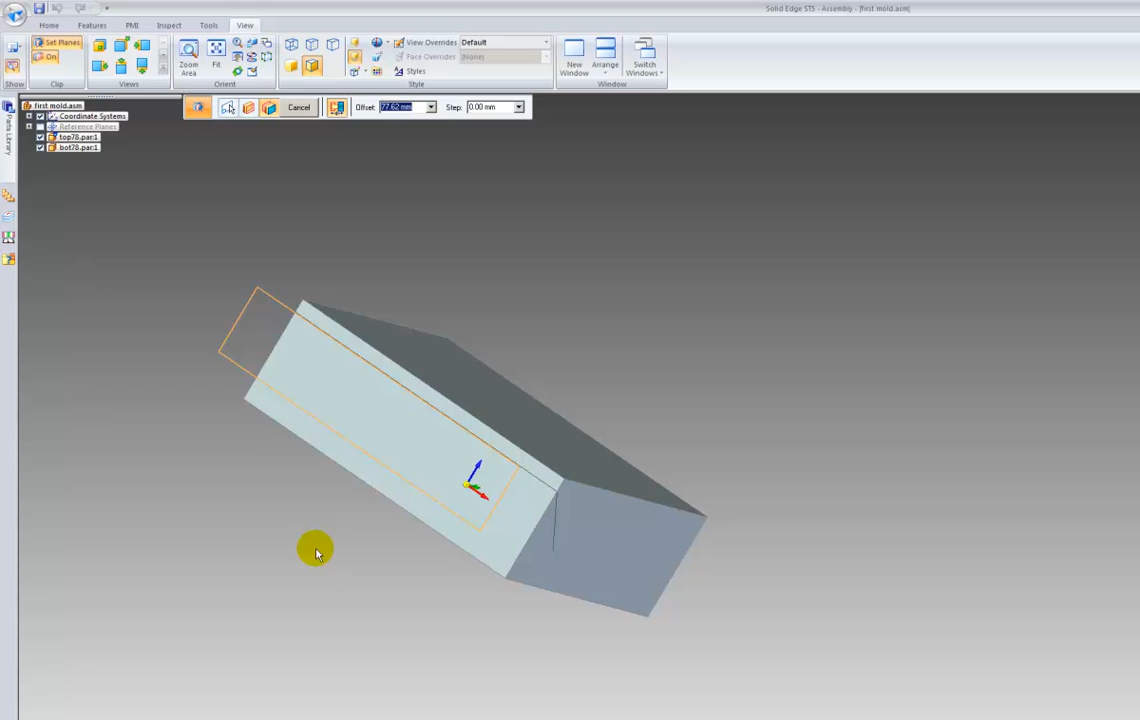 Solid Edge ST5 - Assembly - [first mold.asm]
Home Features PMI Inspect Tools View
Set Planes
On
Show Clip
Views
Zoom Area
Fit
Orient
View Overrides Default
Face Overrides (None)
Styles
Style
New Window
Arrange
Switch Windows
Window
first mold.asm
Coordinate Systems
Reference Planes
top78.par:1
bot78.par:1
Cancel
Offset: 77.62 mm
Step: 0.00 mm
Parts Library